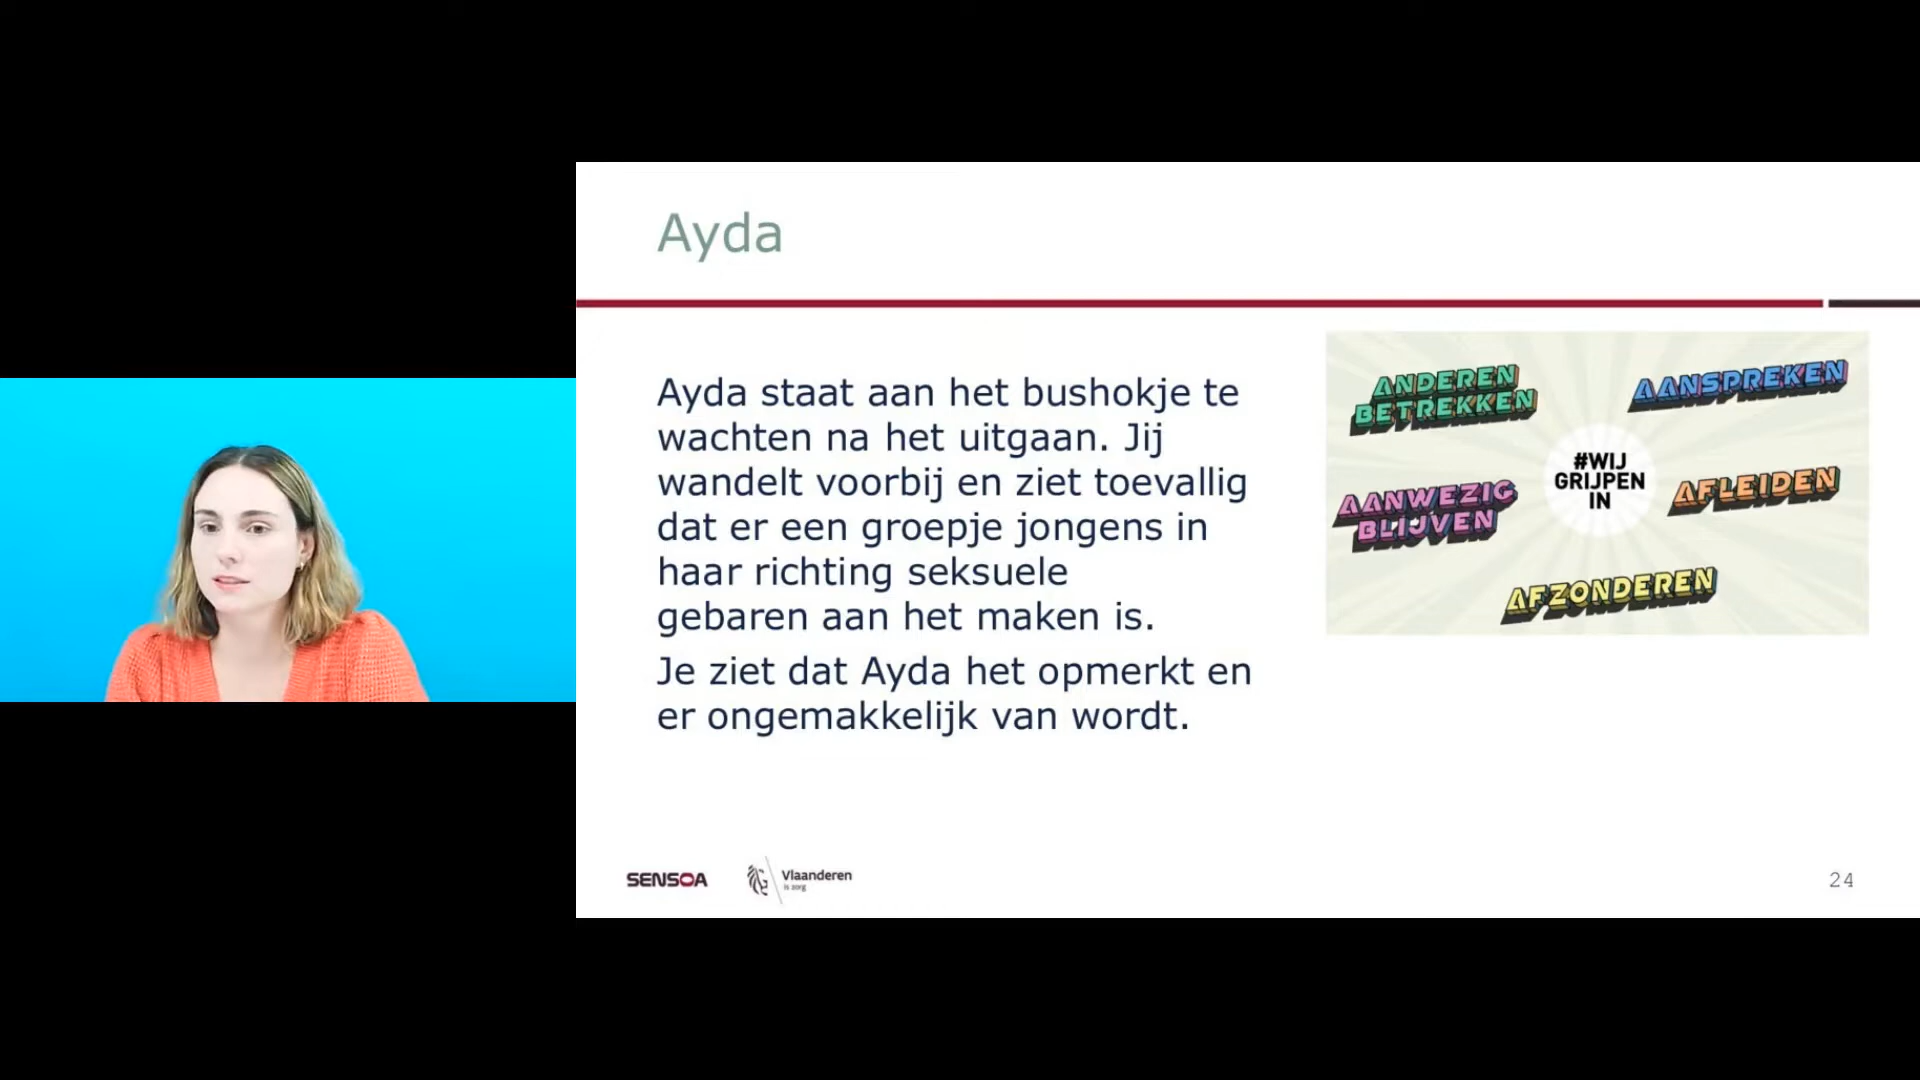 Ayda
Ayda staat aan het bushokje te
wachten na het uitgaan. Jij
wandelt voorbij en ziet toevallig
dat er een groepje jongens in
haar richting seksuele
gebaren aan het maken is.
Je ziet dat Ayda het opmerkt en
er ongemakkelijk van wordt.
ANDEREN
BETREKKEN
AANSPREKEN
#WIJ
GRIJPEN
IN
AANWEZIG
BLIJVEN
AFLEIDEN
AFZONDEREN
SENSOA
Vlaanderen
is zorg
24